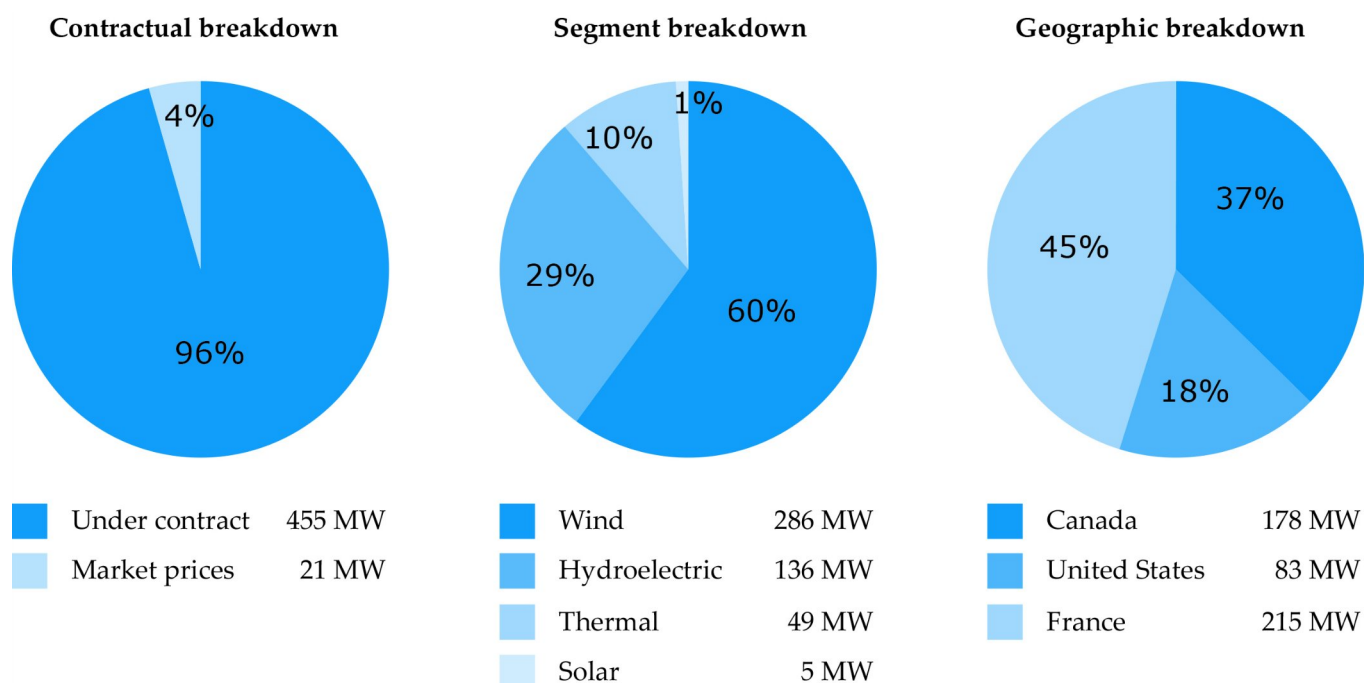 Contractual breakdown
4%
96%
Under contract 455 MW
Market prices 21 MW
Segment breakdown
1%
10%
29%
60%
Wind 286 MW
Hydroelectric 136 MW
Thermal 49 MW
Solar 5 MW
Geographic breakdown
37%
45%
18%
Canada 178 MW
United States 83 MW
France 215 MW